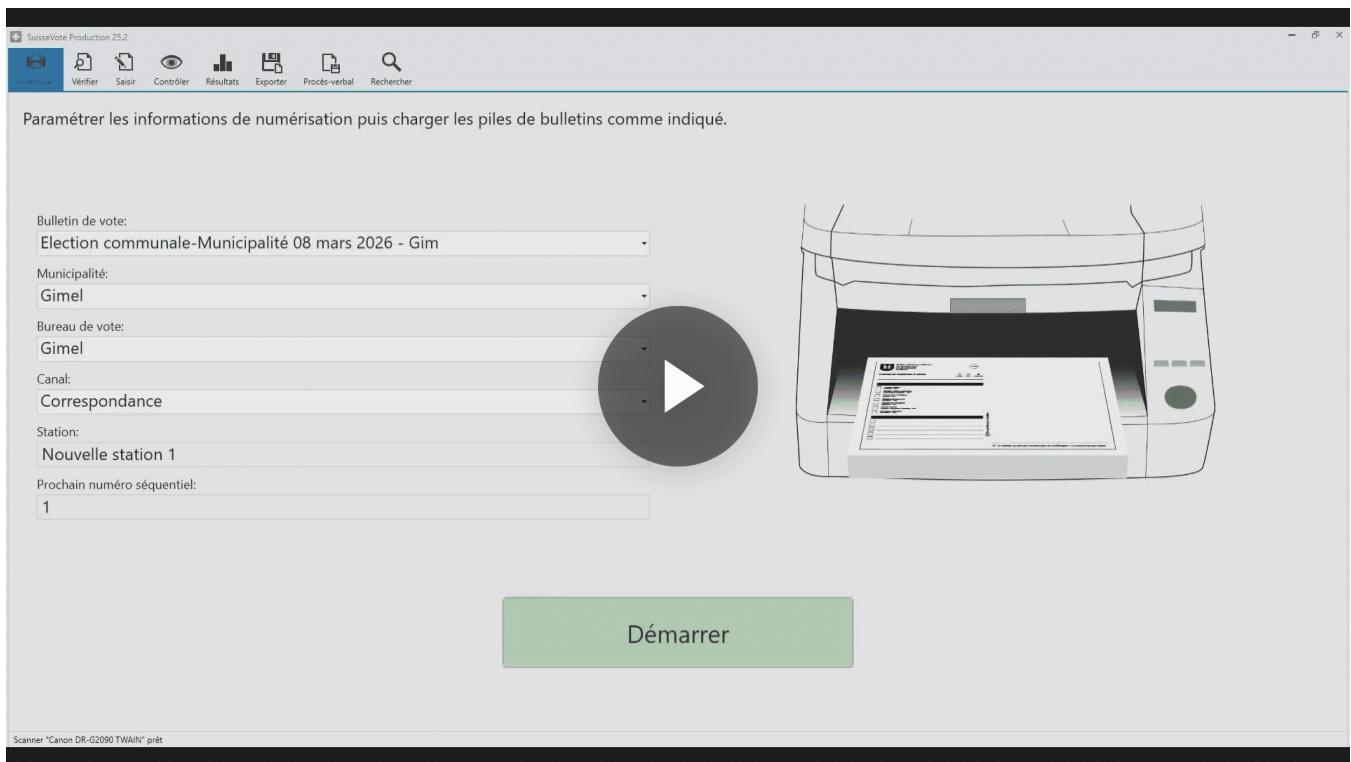 SuisseVote Production 25.2
Vérifier Saisir Contrôler Résultats Exporter Procès-verbal Rechercher
Paramétrer les informations de numérisation puis charger les piles de bulletins comme indiqué.
Bulletin de vote:
Election communale-Municipalité 08 mars 2026 - Gim
Municipalité:
Gimel
Bureau de vote:
Gimel
Canal:
Correspondance
Station:
Nouvelle station 1
Prochain numéro séquentiel:
1
Démarrer
Scanner "Canon DR-G2090 TWAIN" prêt